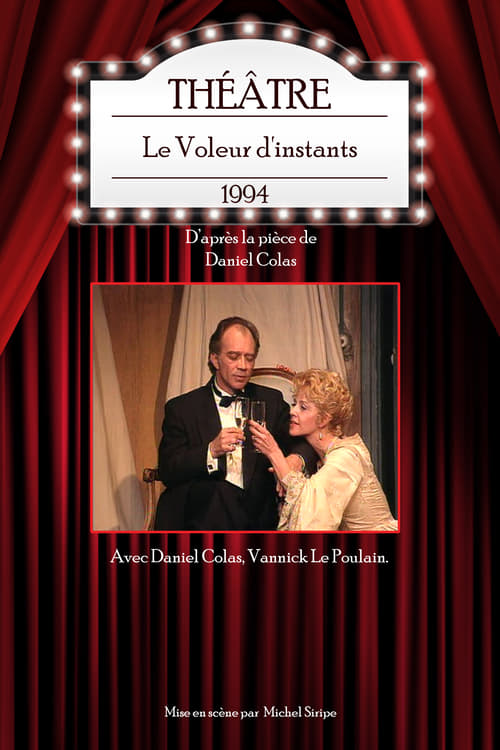 THÉÂTRE
Le Voleur d'instants
1994
D'après la pièce de
Daniel Colas
Avec Daniel Colas, Vannick Le Poulain.
Mise en scène par Michel Siripe